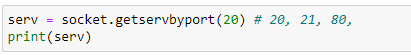 serv = socket.getservbyport(20) # 20, 21, 80,
print(serv)